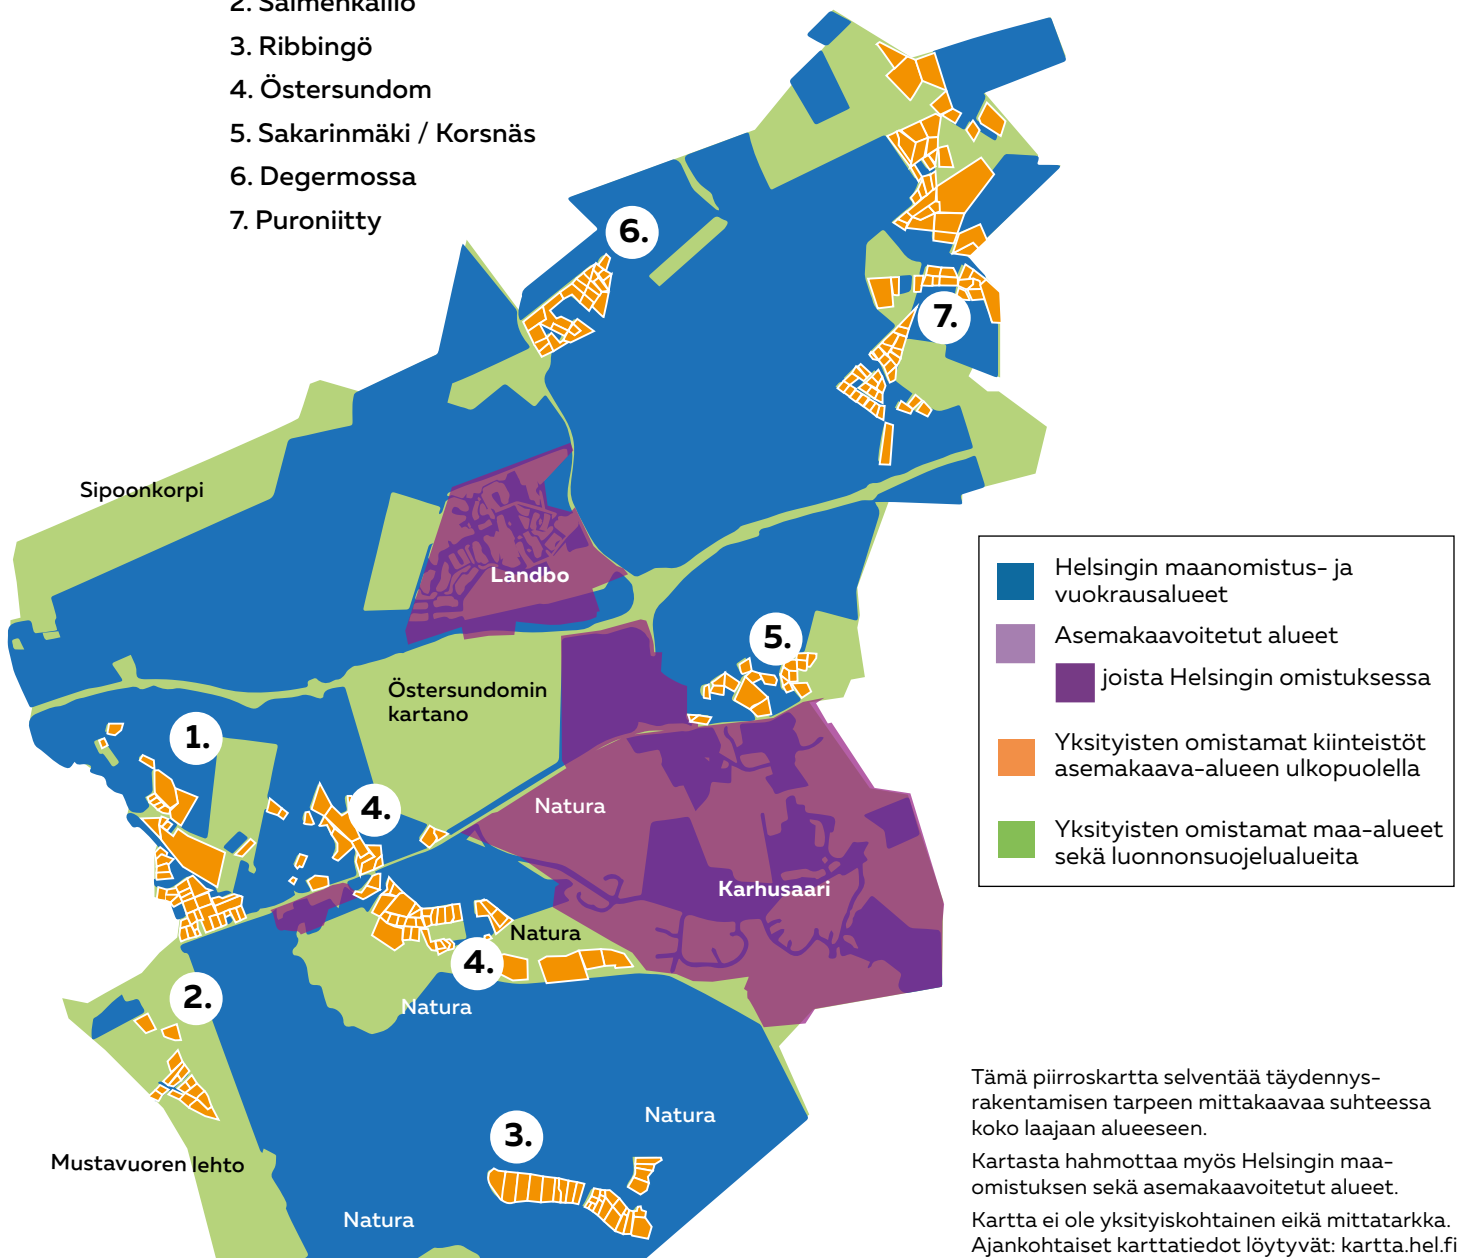 2. Salmenkallio
3. Ribbingö
4. Östersundom
5. Sakarinmäki / Korsnäs
6. Degermossa
7. Puroniitty
6.
7.
Sipoonkorpi
Landbo
5.
Östersundomin
kartano
1.
4.
Natura
Karhusaari
Natura
4.
2.
Natura
3.
Natura
Mustavuoren lehto
Natura
Helsingin maanomistus- ja
vuokrausalueet
Asemakaavoitetut alueet
joista Helsingin omistuksessa
Yksityisten omistamat kiinteistöt
asemakaava-alueen ulkopuolella
Yksityisten omistamat maa-alueet
sekä luonnonsuojelualueita
Tämä piirroskartta selventää täydennys-
rakentamisen tarpeen mittakaavaa suhteessa
koko laajaan alueeseen.
Kartasta hahmottaa myös Helsingin maa-
omistuksen sekä asemakaavoitetut alueet.
Kartta ei ole yksityiskohtainen eikä mittatarkka.
Ajankohtaiset karttatiedot löytyvät: kartta.hel.fi